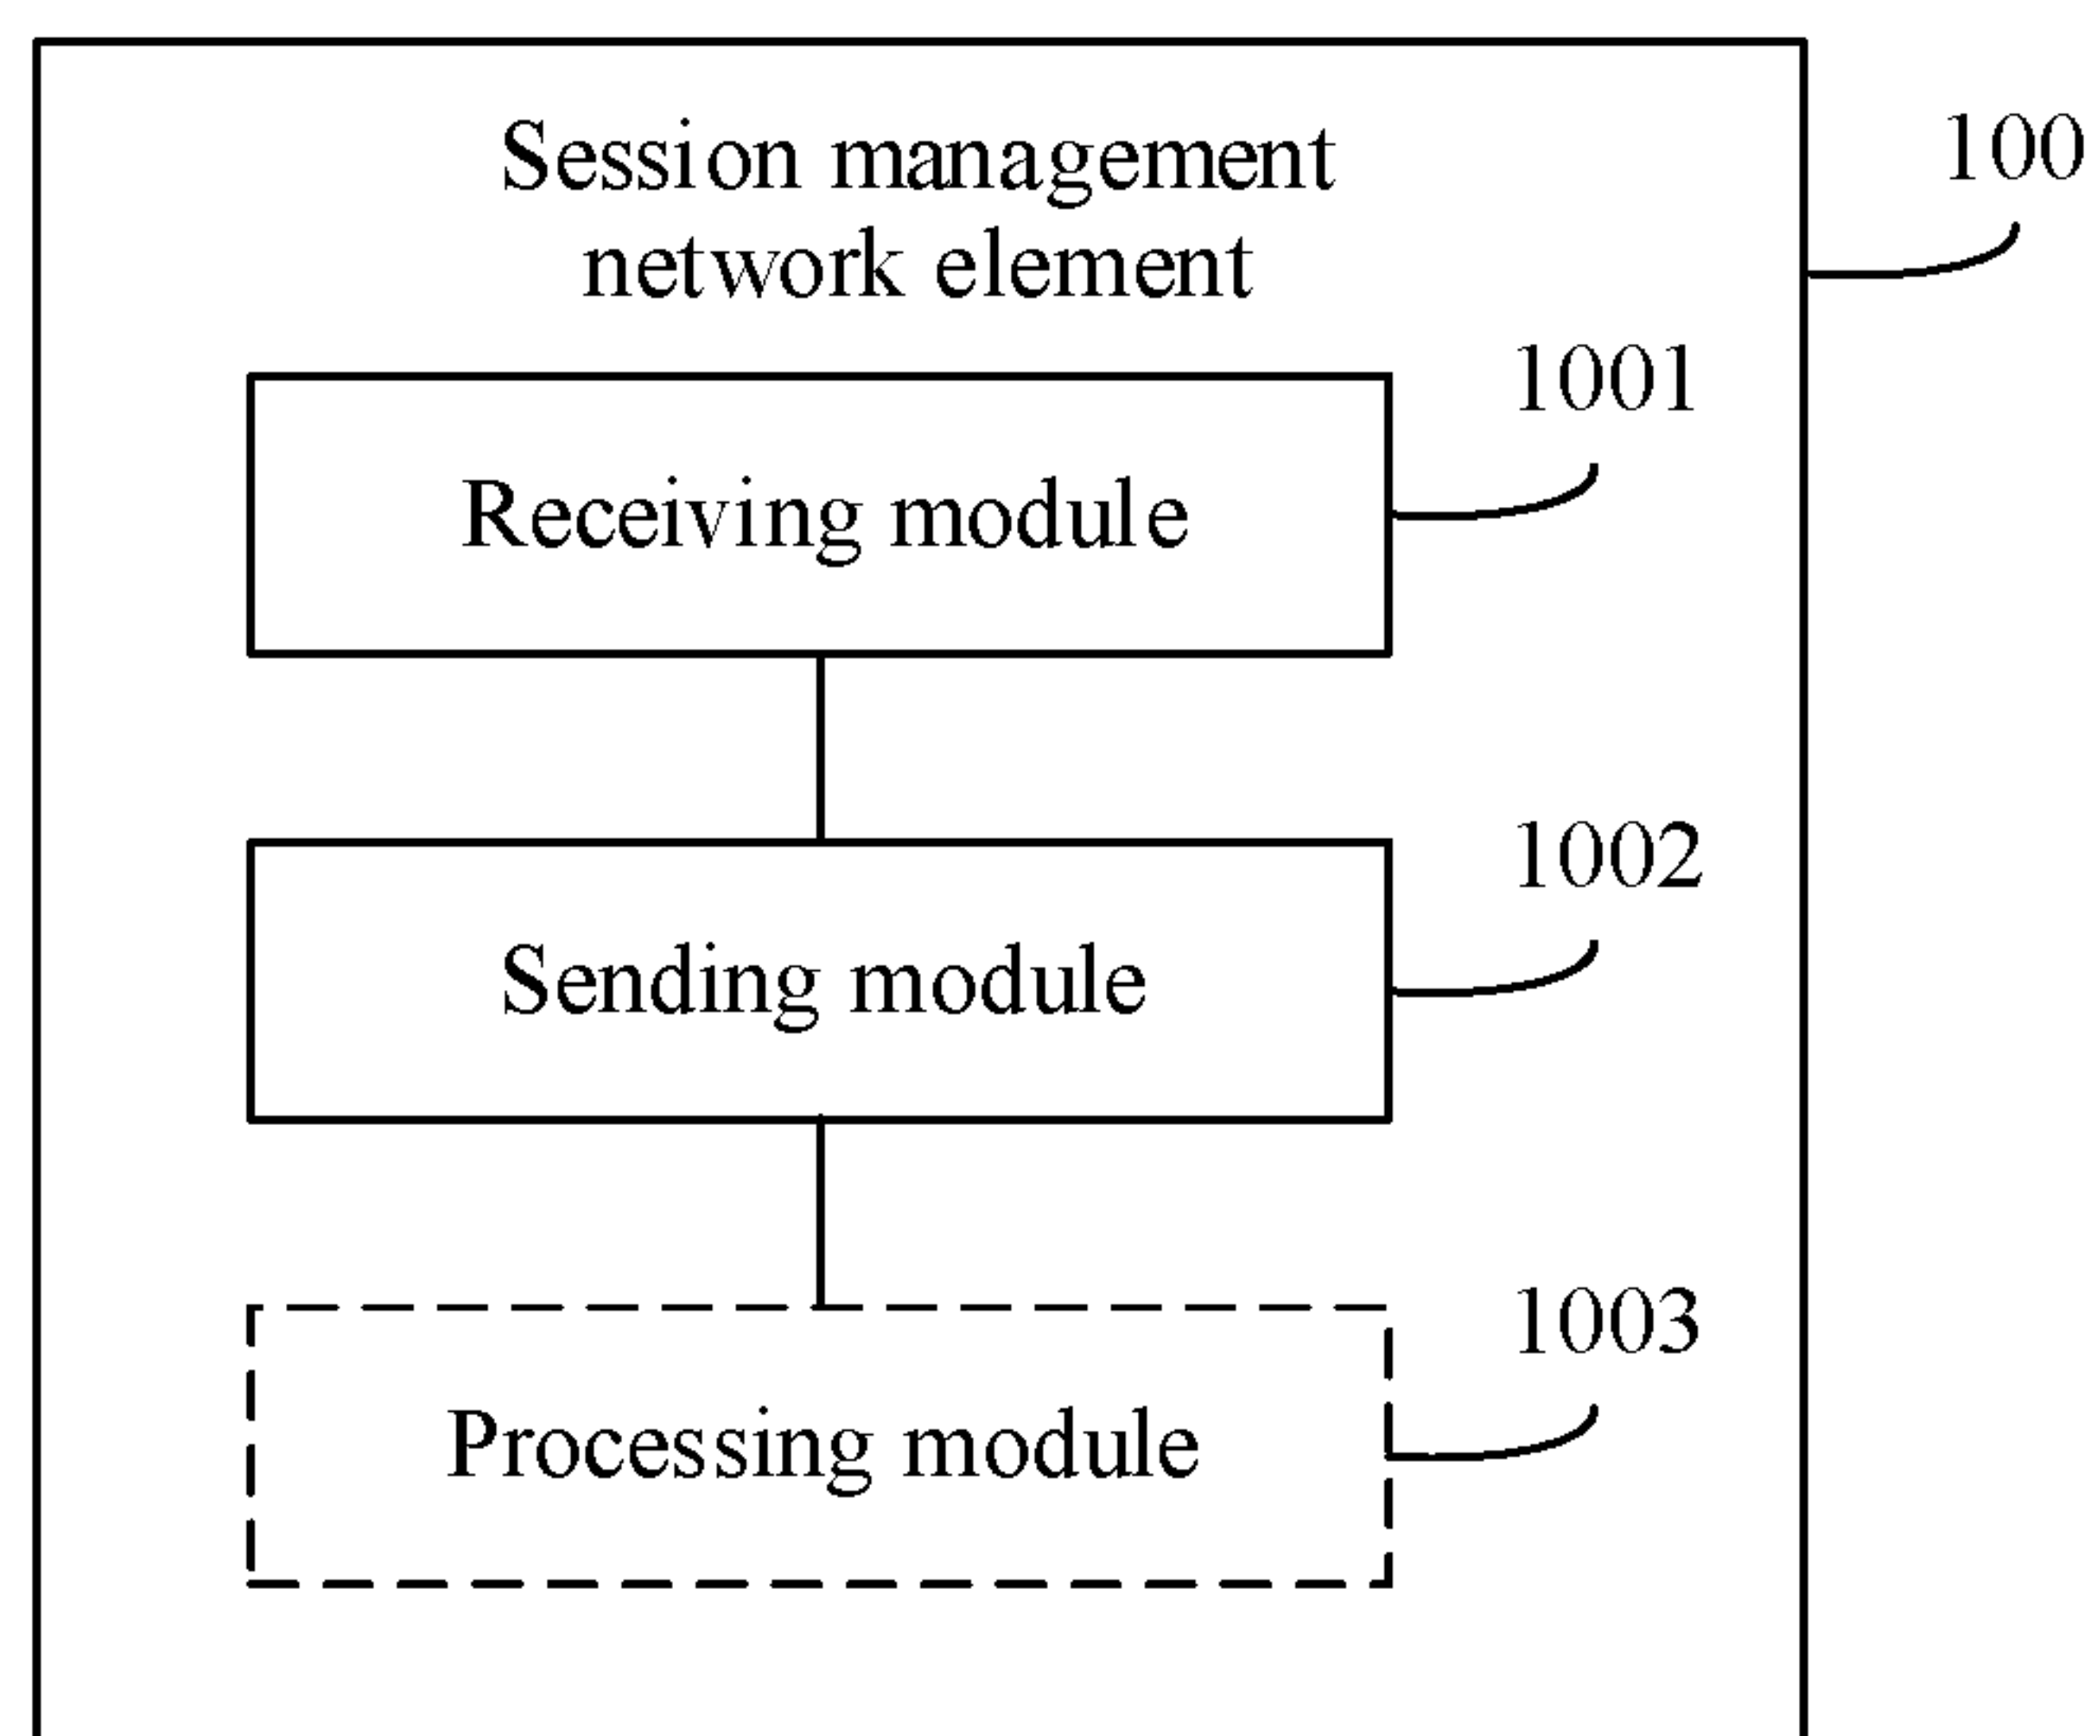 Session management
network element
100
1001
Receiving module
1002
Sending module
1003
Processing module